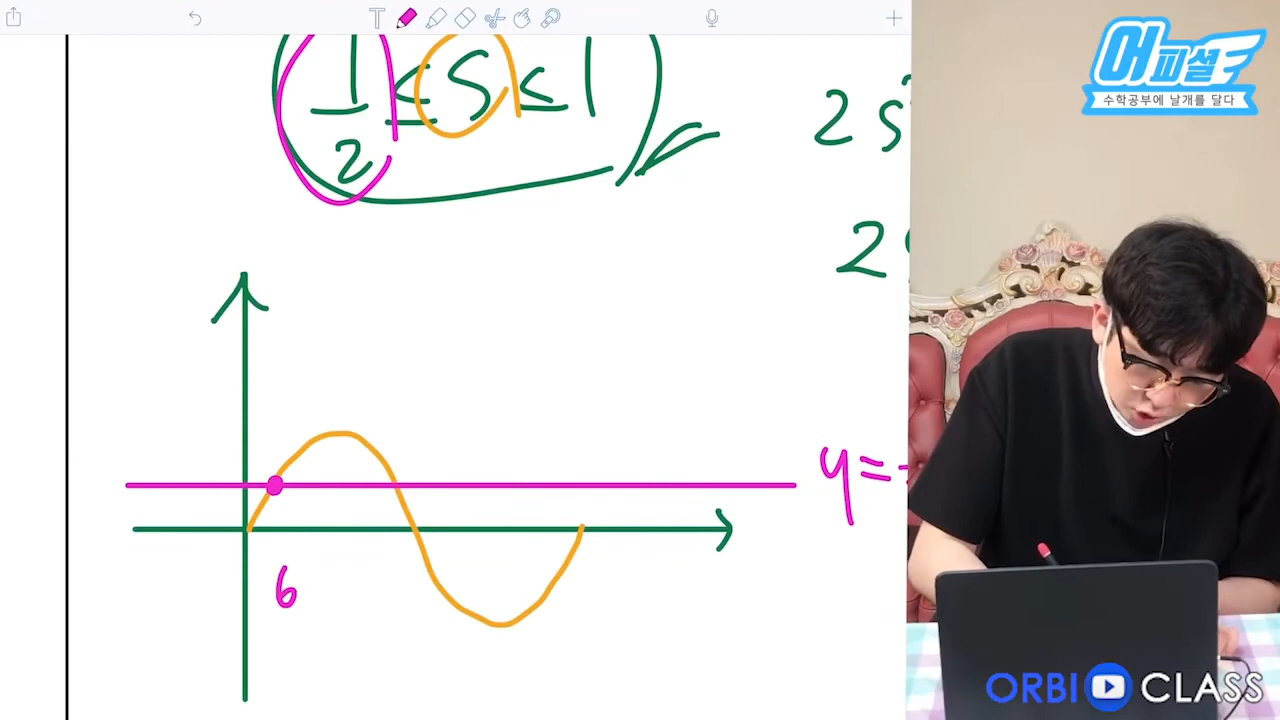 1/2 ≤ S ≤ 1
2S²
2
y =
6
어피셜
수학공부에 날개를 달다
ORBI CLASS